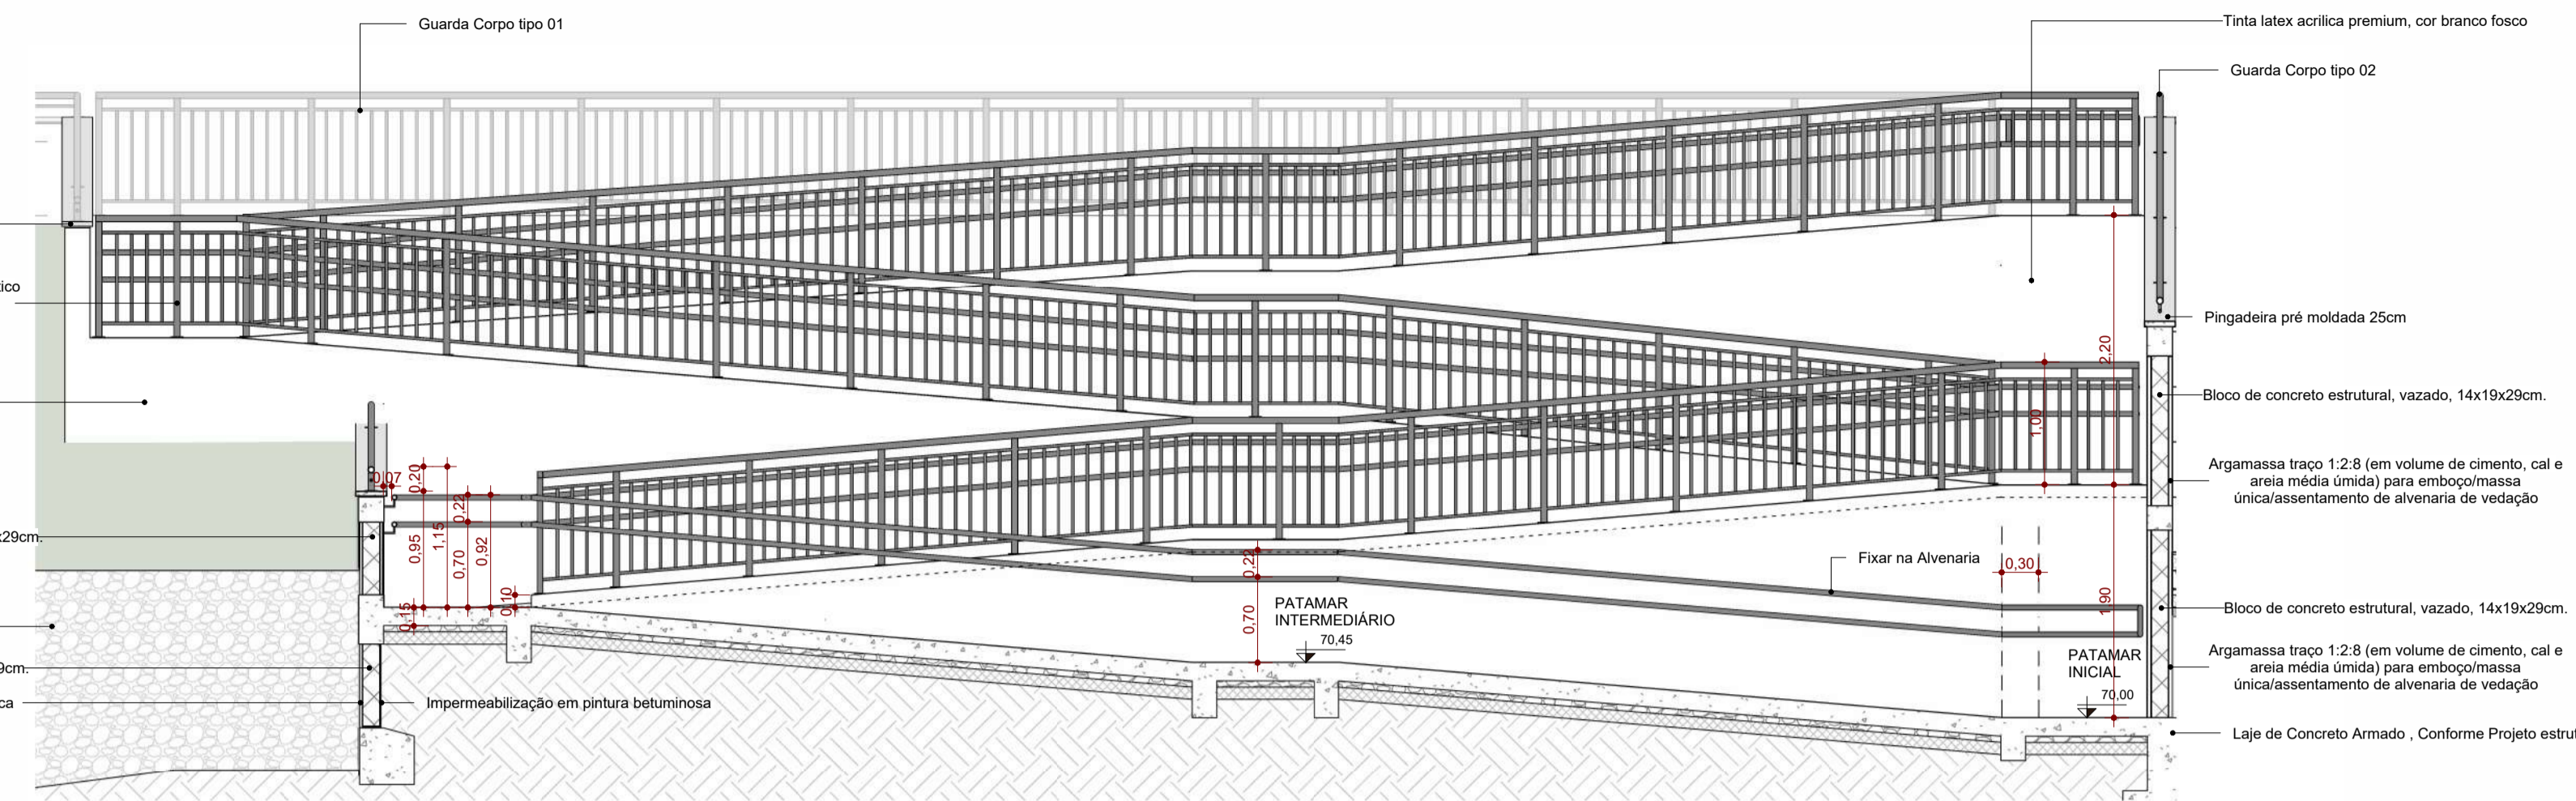 Guarda Corpo tipo 01
Tinta latex acrilica premium, cor branco fosco
Guarda Corpo tipo 02
ico
Pingadeira pré moldada 25cm
2,20
Bloco de concreto estrutural, vazado, 14x19x29cm.
1,00
Argamassa traço 1:2:8 (em volume de cimento, cal e
areia média úmida) para emboço/massa
única/assentamento de alvenaria de vedação
0,07
0,20
0,22
x29cm.
0,95
1,15
0,70
0,92
0,10
0,15
0,22
0,70
PATAMAR
INTERMEDIÁRIO
70,45
Fixar na Alvenaria
0,30
1,90
Bloco de concreto estrutural, vazado, 14x19x29cm.
PATAMAR
INICIAL
70,00
Argamassa traço 1:2:8 (em volume de cimento, cal e
areia média úmida) para emboço/massa
única/assentamento de alvenaria de vedação
9cm.
ca
Impermeabilização em pintura betuminosa
Laje de Concreto Armado , Conforme Projeto estrut